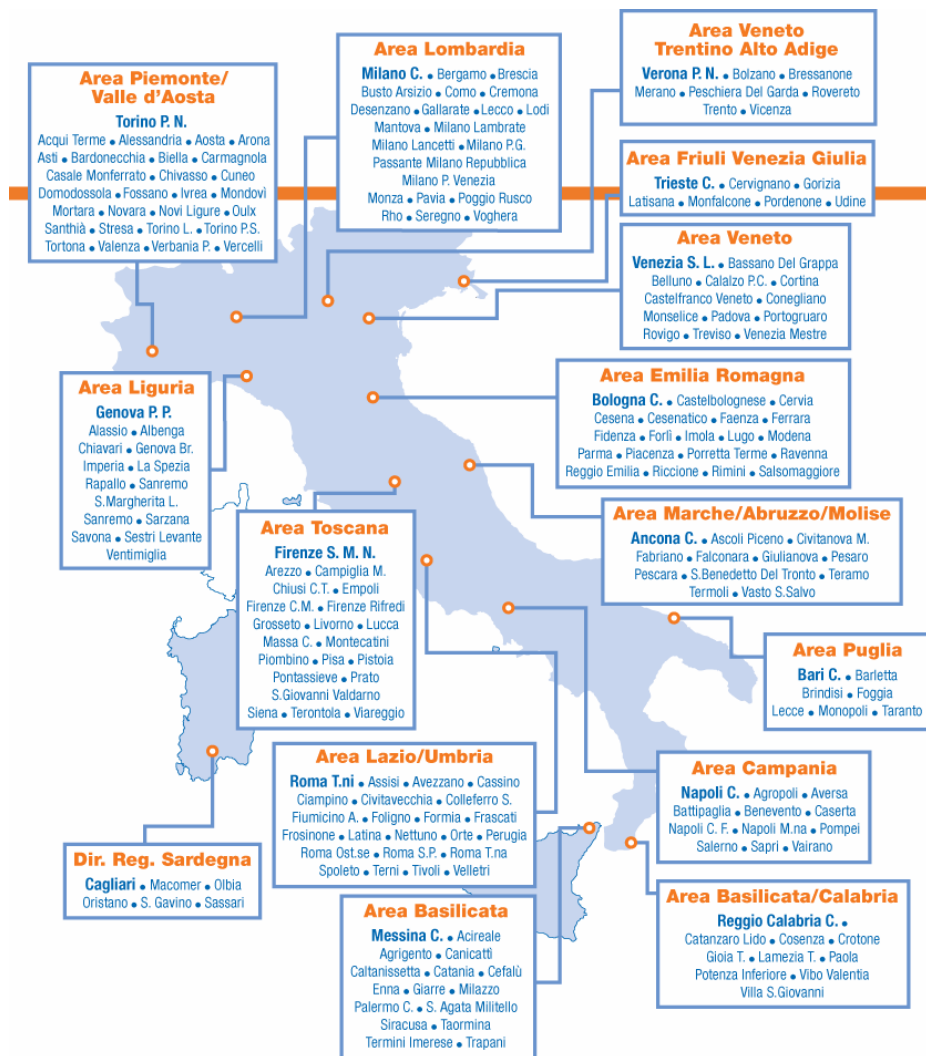 Area Piemonte/
Valle d'Aosta
Torino P. N.
Acqui Terme • Alessandria • Aosta • Arona
Asti • Bardonecchia • Biella • Carmagnola
Casale Monferrato • Chivasso • Cuneo
Domodossola • Fossano • Ivrea • Mondovì
Mortara • Novara • Novi Ligure • Oulx
Santhià • Stresa • Torino L. • Torino P.S.
Tortona • Valenza • Verbania P. • Vercelli
Area Lombardia
Milano C. • Bergamo • Brescia
Busto Arsizio • Como • Cremona
Desenzano • Gallarate • Lecco • Lodi
Mantova • Milano Lambrate
Milano Lancetti • Milano P.G.
Passante Milano Repubblica
Milano P. Venezia
Monza • Pavia • Poggio Rusco
Rho • Seregno • Voghera
Area Veneto
Trentino Alto Adige
Verona P. N. • Bolzano • Bressanone
Merano • Peschiera Del Garda • Rovereto
Trento • Vicenza
Area Friuli Venezia Giulia
Trieste C. • Cervignano • Gorizia
Latisana • Monfalcone • Pordenone • Udine
Area Veneto
Venezia S. L. • Bassano Del Grappa
Belluno • Calalzo P.C. • Cortina
Castelfranco Veneto • Conegliano
Monselice • Padova • Portogruaro
Rovigo • Treviso • Venezia Mestre
Area Liguria
Genova P. P.
Alassio • Albenga
Chiavari • Genova Br.
Imperia • La Spezia
Rapallo • Sanremo
S.Margherita L.
Sanremo • Sarzana
Savona • Sestri Levante
Ventimiglia
Area Emilia Romagna
Bologna C. • Castelbolognese • Cervia
Cesena • Cesenatico • Faenza • Ferrara
Fidenza • Forlì • Imola • Lugo • Modena
Parma • Piacenza • Porretta Terme • Ravenna
Reggio Emilia • Riccione • Rimini • Salsomaggiore
Area Toscana
Firenze S. M. N.
Arezzo • Campiglia M.
Chiusi C.T. • Empoli
Firenze C.M. • Firenze Rifredi
Grosseto • Livorno • Lucca
Massa C. • Montecatini
Piombino • Pisa • Pistoia
Pontassieve • Prato
S.Giovanni Valdarno
Siena • Terontola • Viareggio
Area Marche/Abruzzo/Molise
Ancona C. • Ascoli Piceno • Civitanova M.
Fabriano • Falconara • Giulianova • Pesaro
Pescara • S.Benedetto Del Tronto • Teramo
Termoli • Vasto S.Salvo
Area Puglia
Bari C. • Barletta
Brindisi • Foggia
Lecce • Monopoli • Taranto
Area Lazio/Umbria
Roma T.ni • Assisi • Avezzano • Cassino
Ciampino • Civitavecchia • Colleferro S.
Fiumicino A. • Foligno • Formia • Frascati
Frosinone • Latina • Nettuno • Orte • Perugia
Roma Ost.se • Roma S.P. • Roma T.na
Spoleto • Terni • Tivoli • Velletri
Area Campania
Napoli C. • Agropoli • Aversa
Battipaglia • Benevento • Caserta
Napoli C. F. • Napoli M.na • Pompei
Salerno • Sapri • Vairano
Dir. Reg. Sardegna
Cagliari • Macomer • Olbia
Oristano • S. Gavino • Sassari
Area Basilicata
Messina C. • Acireale
Agrigento • Canicattì
Caltanissetta • Catania • Cefalù
Enna • Giarre • Milazzo
Palermo C. • S. Agata Militello
Siracusa • Taormina
Termini Imerese • Trapani
Area Basilicata/Calabria
Reggio Calabria C. •
Catanzaro Lido • Cosenza • Crotone
Gioia T. • Lamezia T. • Paola
Potenza Inferiore • Vibo Valentia
Villa S.Giovanni